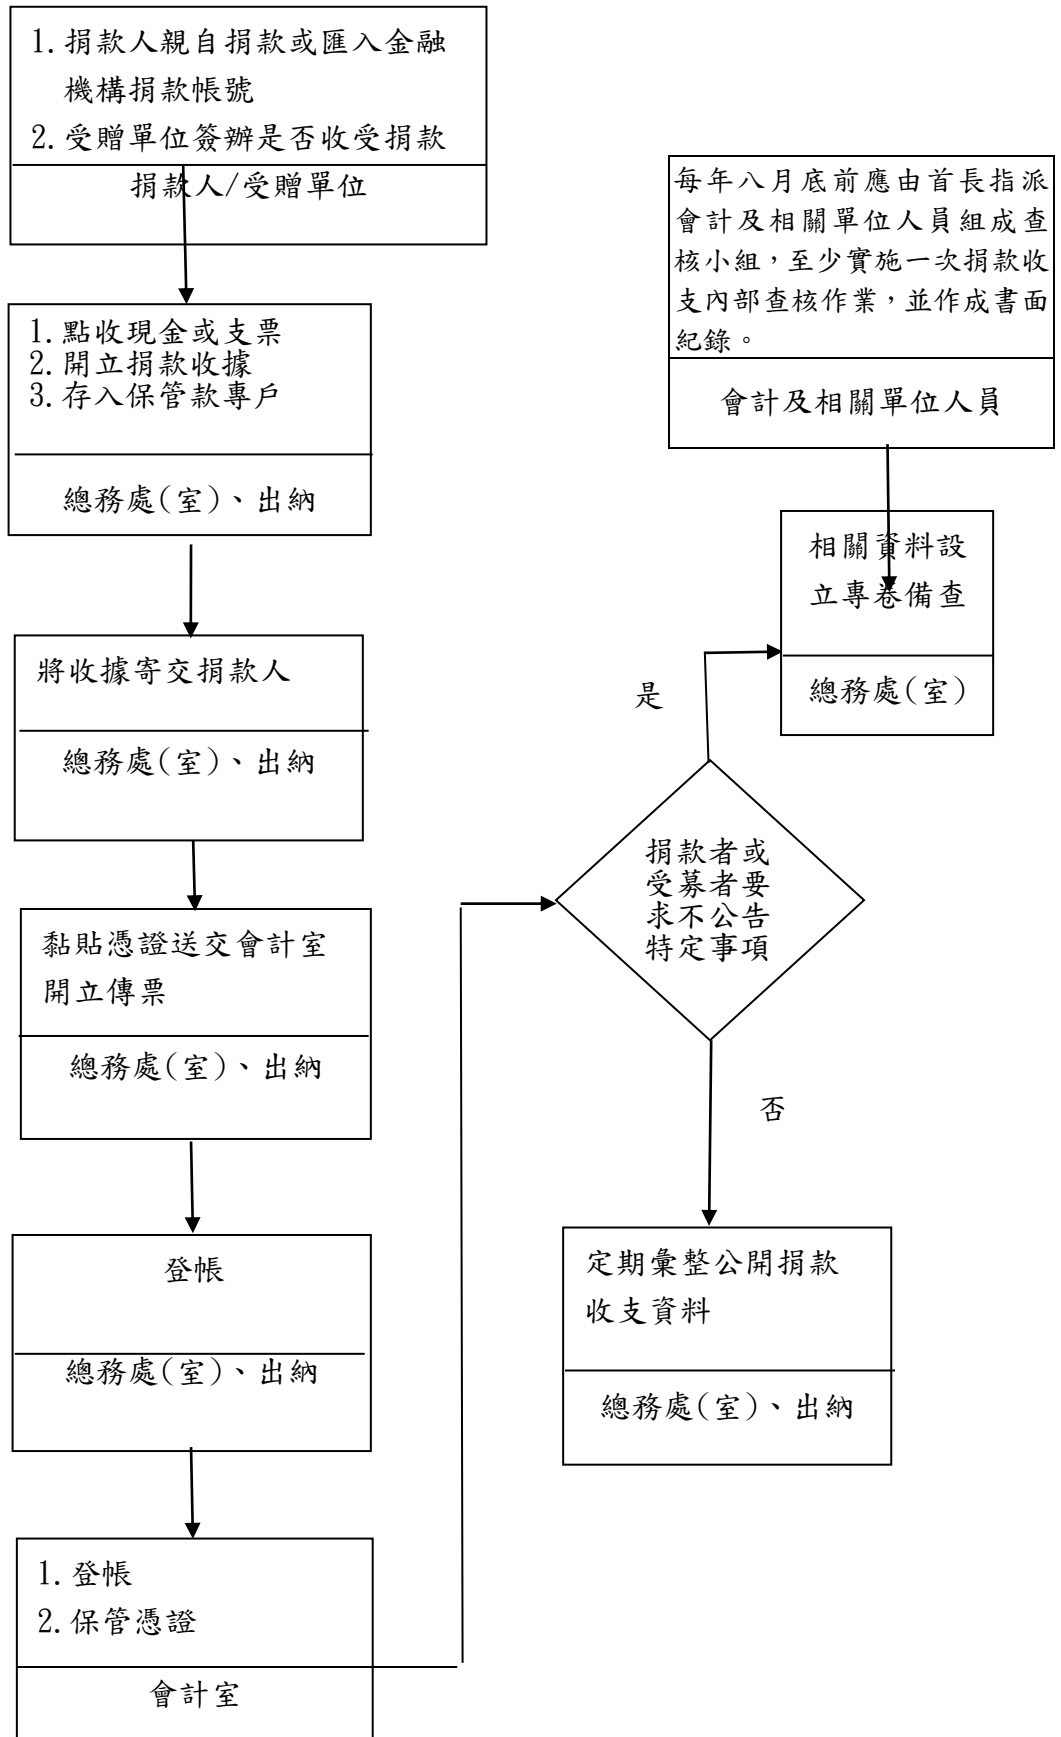 1.捐款人親自捐款或匯入金融
機構捐款帳號
2.受贈單位簽辦是否收受捐款
捐款人/受贈單位
1.點收現金或支票
2.開立捐款收據
3.存入保管款專戶
總務處(室)、出納
將收據寄交捐款人
總務處(室)、出納
黏貼憑證送交會計室
開立傳票
總務處(室)、出納
登帳
總務處(室)、出納
1.登帳
2.保管憑證
會計室
每年八月底前應由首長指派
會計及相關單位人員組成查
核小組，至少實施一次捐款收
支內部查核作業，並作成書面
紀錄。
會計及相關單位人員
相關資料設
立專卷備查
總務處(室)
是
捐款者或
受募者要
求不公告
特定事項
否
定期彙整公開捐款
收支資料
總務處(室)、出納